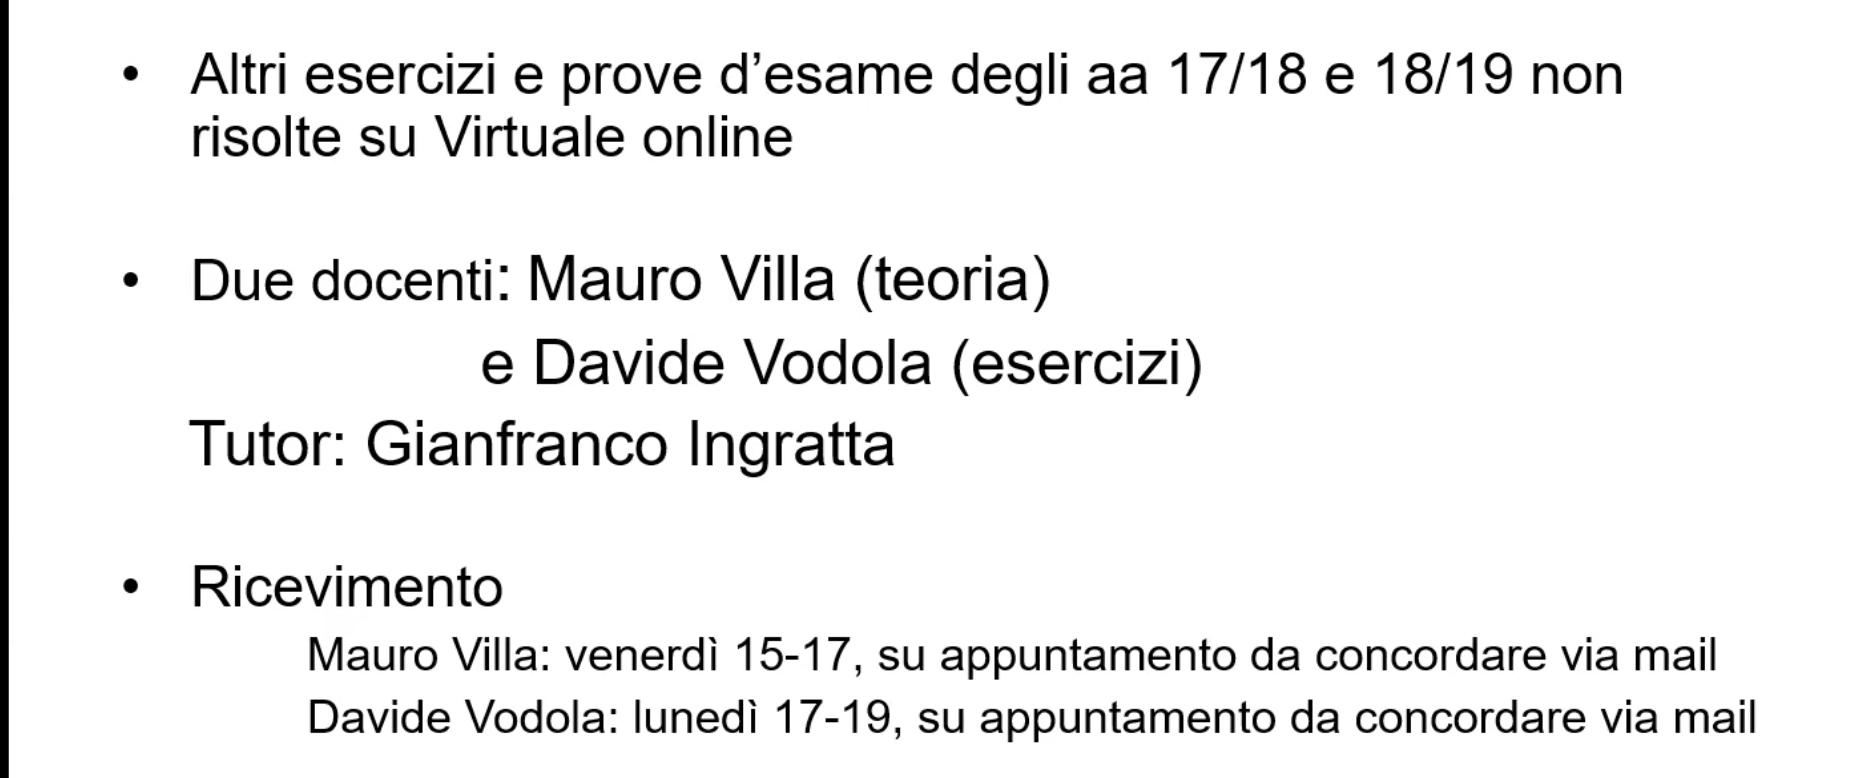 • Altri esercizi e prove d’esame degli aa 17/18 e 18/19 non
risolte su Virtuale online
• Due docenti: Mauro Villa (teoria)
e Davide Vodola (esercizi)
Tutor: Gianfranco Ingratta
• Ricevimento
Mauro Villa: venerdì 15-17, su appuntamento da concordare via mail
Davide Vodola: lunedì 17-19, su appuntamento da concordare via mail